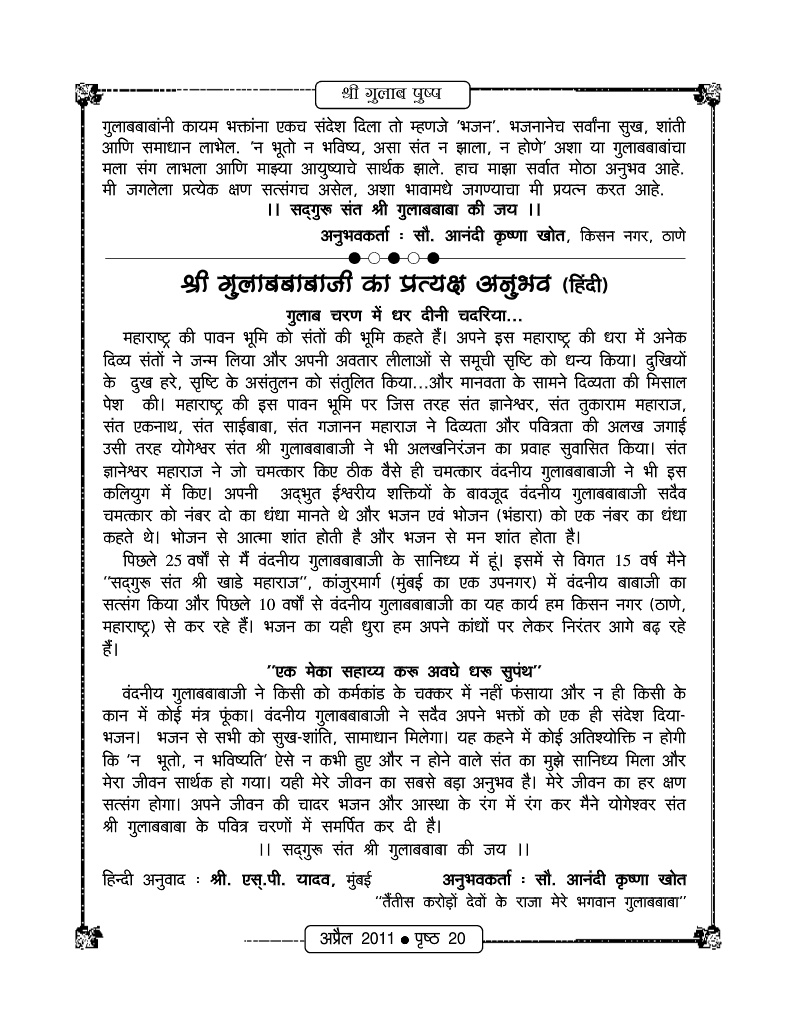 श्री गुलाब पुष्प
गुलाबबाबांनी कायम भक्तांना एकच संदेश दिला तो म्हणजे ‘भजन’. भजनानेच सर्वांना सुख, शांती
आणि समाधान लाभेल. ‘न भूतो न भविष्य, असा संत न झाला, न होणे’ अशा या गुलाबबाबांचा
मला संग लाभला आणि माझ्या आयुष्याचे सार्थक झाले. हाच माझा सर्वात मोठा अनुभव आहे.
मी जगलेला प्रत्येक क्षण सत्संगच असेल, अशा भावामधे जगण्याचा मी प्रयत्न करत आहे.
।। सद्‌गुरू संत श्री गुलाबबाबा की जय ।।
अनुभवकर्ता : सौ. आनंदी कृष्णा खोत, किसन नगर, ठाणे
श्री गुलाबबाबाजी का प्रत्यक्ष अनुभव (हिंदी)
गुलाब चरण में धर दीनी चदरिया...
महाराष्ट्र की पावन भूमि को संतों की भूमि कहते हैं। अपने इस महाराष्ट्र की धरा में अनेक
दिव्य संतों ने जन्म लिया और अपनी अवतार लीलाओं से समूची सृष्टि को धन्य किया। दुखियों
के दुख हरे, सृष्टि के असंतुलन को संतुलित किया...और मानवता के सामने दिव्यता की मिसाल
पेश की। महाराष्ट्र की इस पावन भूमि पर जिस तरह संत ज्ञानेश्वर, संत तुकाराम महाराज,
संत एकनाथ, संत साईबाबा, संत गजानन महाराज ने दिव्यता और पवित्रता की अलख जगाई
उसी तरह योगेश्वर संत श्री गुलाबबाबाजी ने भी अलखनिरंजन का प्रवाह सुवासित किया। संत
ज्ञानेश्वर महाराज ने जो चमत्कार किए ठीक वैसे ही चमत्कार वंदनीय गुलाबबाबाजी ने भी इस
कलियुग में किए। अपनी अद्‌भुत ईश्वरीय शक्तियों के बावजूद वंदनीय गुलाबबाबाजी सदैव
चमत्कार को नंबर दो का धंधा मानते थे और भजन एवं भोजन (भंडारा) को एक नंबर का धंधा
कहते थे। भोजन से आत्मा शांत होती है और भजन से मन शांत होता है।
पिछले 25 वर्षों से मैं वंदनीय गुलाबबाबाजी के सानिध्य में हूं। इसमें से विगत 15 वर्ष मैने
‘‘सद्‌गुरू संत श्री खाडे महाराज’’, कांजुरमार्ग (मुंबई का एक उपनगर) में वंदनीय बाबाजी का
सत्संग किया और पिछले 10 वर्षों से वंदनीय गुलाबबाबाजी का यह कार्य हम किसन नगर (ठाणे,
महाराष्ट्र) से कर रहे हैं। भजन का यही धुरा हम अपने कांधों पर लेकर निरंतर आगे बढ़ रहे
हैं।
‘‘एक मेका सहाय्य करू अवघे धरू सुपंथ’’
वंदनीय गुलाबबाबाजी ने किसी को कर्मकांड के चक्कर में नहीं फंसाया और न ही किसी के
कान में कोई मंत्र फूंका। वंदनीय गुलाबबाबाजी ने सदैव अपने भक्तों को एक ही संदेश दिया-
भजन। भजन से सभी को सुख-शांति, सामाधान मिलेगा। यह कहने में कोई अतिश्योक्ति न होगी
कि ‘न भूतो, न भविष्यति’ ऐसे न कभी हुए और न होने वाले संत का मुझे सानिध्य मिला और
मेरा जीवन सार्थक हो गया। यही मेरे जीवन का सबसे बड़ा अनुभव है। मेरे जीवन का हर क्षण
सत्संग होगा। अपने जीवन की चादर भजन और आस्था के रंग में रंग कर मैने योगेश्वर संत
श्री गुलाबबाबा के पवित्र चरणों में समर्पित कर दी है।
।। सद्‌गुरू संत श्री गुलाबबाबा की जय ।।
हिन्दी अनुवाद : श्री. एस्.पी. यादव, मुंबई अनुभवकर्ता : सौ. आनंदी कृष्णा खोत
‘‘तैंतीस करोड़ों देवों के राजा मेरे भगवान गुलाबबाबा’’
अप्रैल 2011 ● पृष्ठ 20